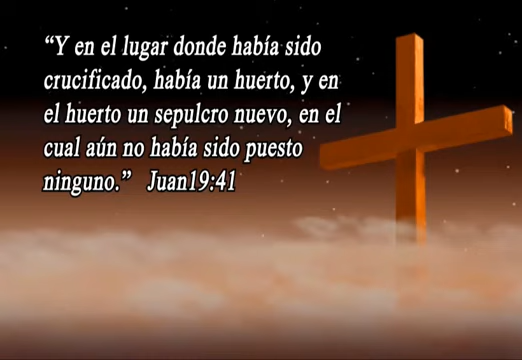 “Y en el lugar donde había sido
crucificado, había un huerto, y en
el huerto un sepulcro nuevo, en el
cual aún no había sido puesto
ninguno.” Juan19:41